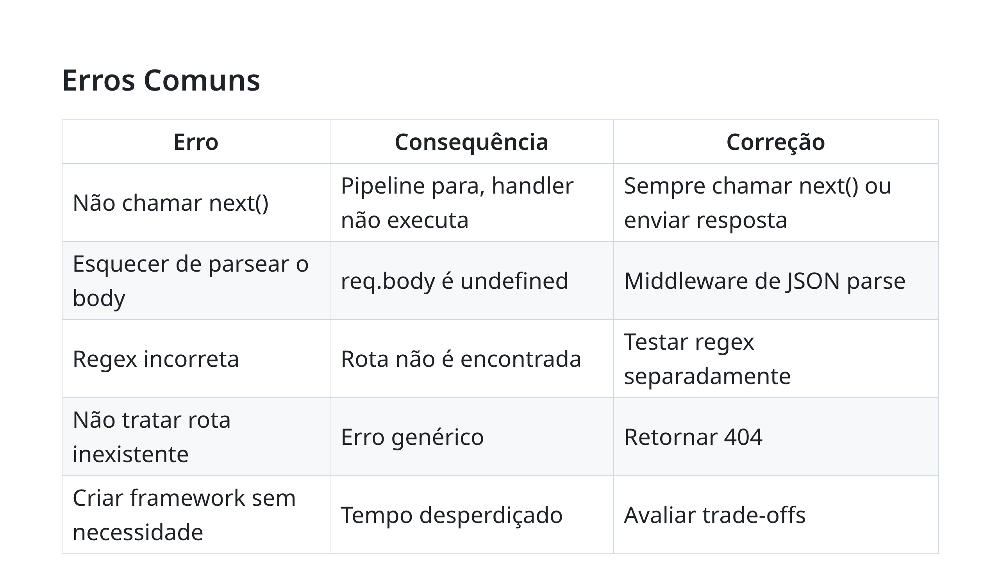 Erros Comuns
Erro
Consequência
Correção
Não chamar next()
Pipeline para, handler
não executa
Sempre chamar next() ou
enviar resposta
Esquecer de parsear o
body
req.body é undefined
Middleware de JSON parse
Regex incorreta
Rota não é encontrada
Testar regex
separadamente
Não tratar rota
inexistente
Erro genérico
Retornar 404
Criar framework sem
necessidade
Tempo desperdiçado
Avaliar trade-offs